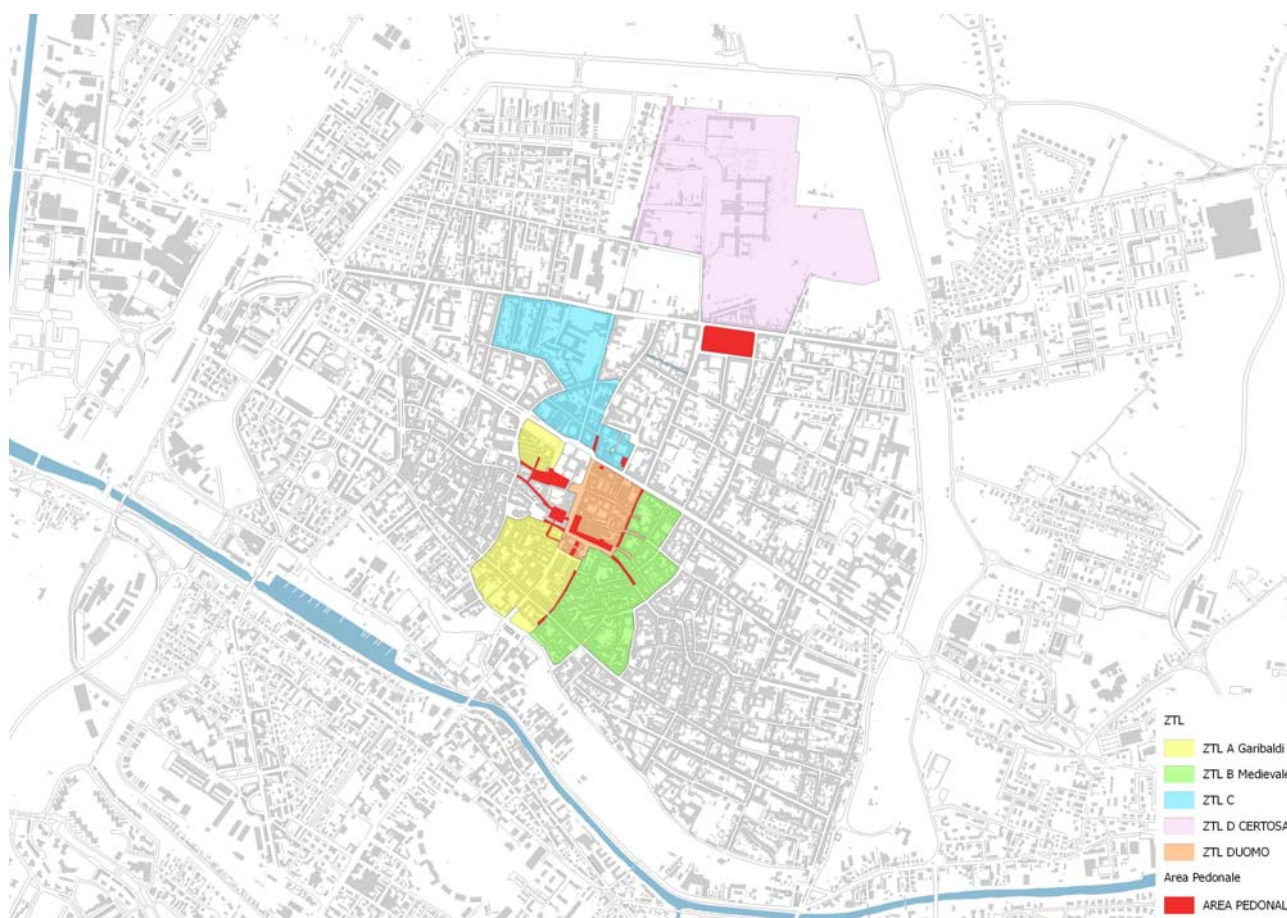 ZTL
ZTL A Garibaldi
ZTL B Medievale
ZTL C
ZTL D CERTOSA
ZTL DUOMO
Area Pedonale
AREA PEDONAL